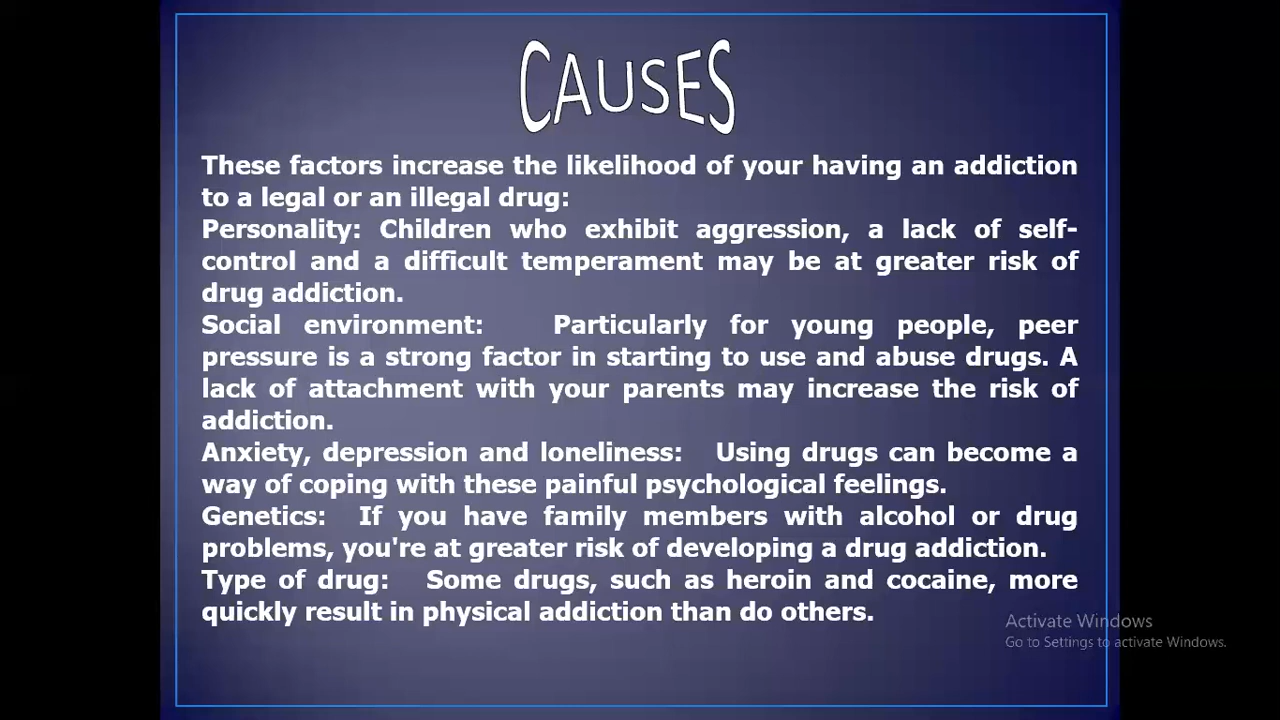 CAUSES
These factors increase the likelihood of your having an addiction
to a legal or an illegal drug:
Personality: Children who exhibit aggression, a lack of self-
control and a difficult temperament may be at greater risk of
drug addiction.
Social environment: Particularly for young people, peer
pressure is a strong factor in starting to use and abuse drugs. A
lack of attachment with your parents may increase the risk of
addiction.
Anxiety, depression and loneliness: Using drugs can become a
way of coping with these painful psychological feelings.
Genetics: If you have family members with alcohol or drug
problems, you're at greater risk of developing a drug addiction.
Type of drug: Some drugs, such as heroin and cocaine, more
quickly result in physical addiction than do others.
Activate Windows
Go to Settings to activate Windows.